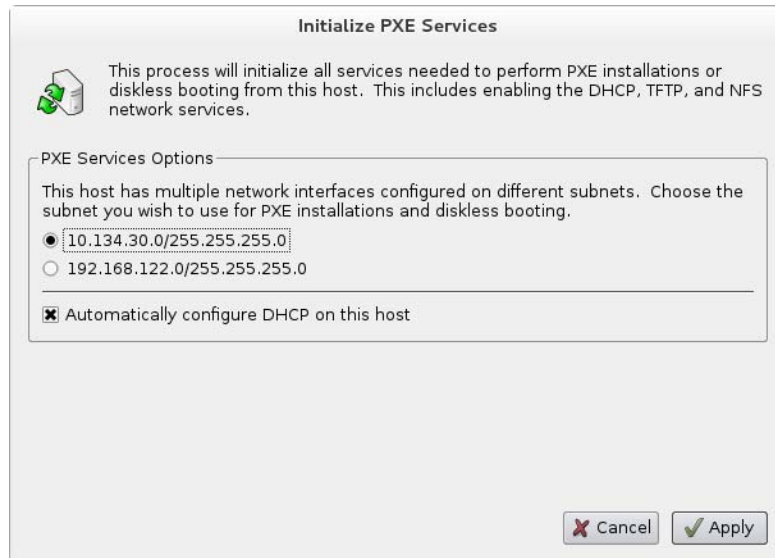 Initialize PXE Services
This process will initialize all services needed to perform PXE installations or
diskless booting from this host.  This includes enabling the DHCP, TFTP, and NFS
network services.
PXE Services Options
This host has multiple network interfaces configured on different subnets.  Choose the
subnet you wish to use for PXE installations and diskless booting.
10.134.30.0/255.255.255.0
192.168.122.0/255.255.255.0
Automatically configure DHCP on this host
Cancel Apply